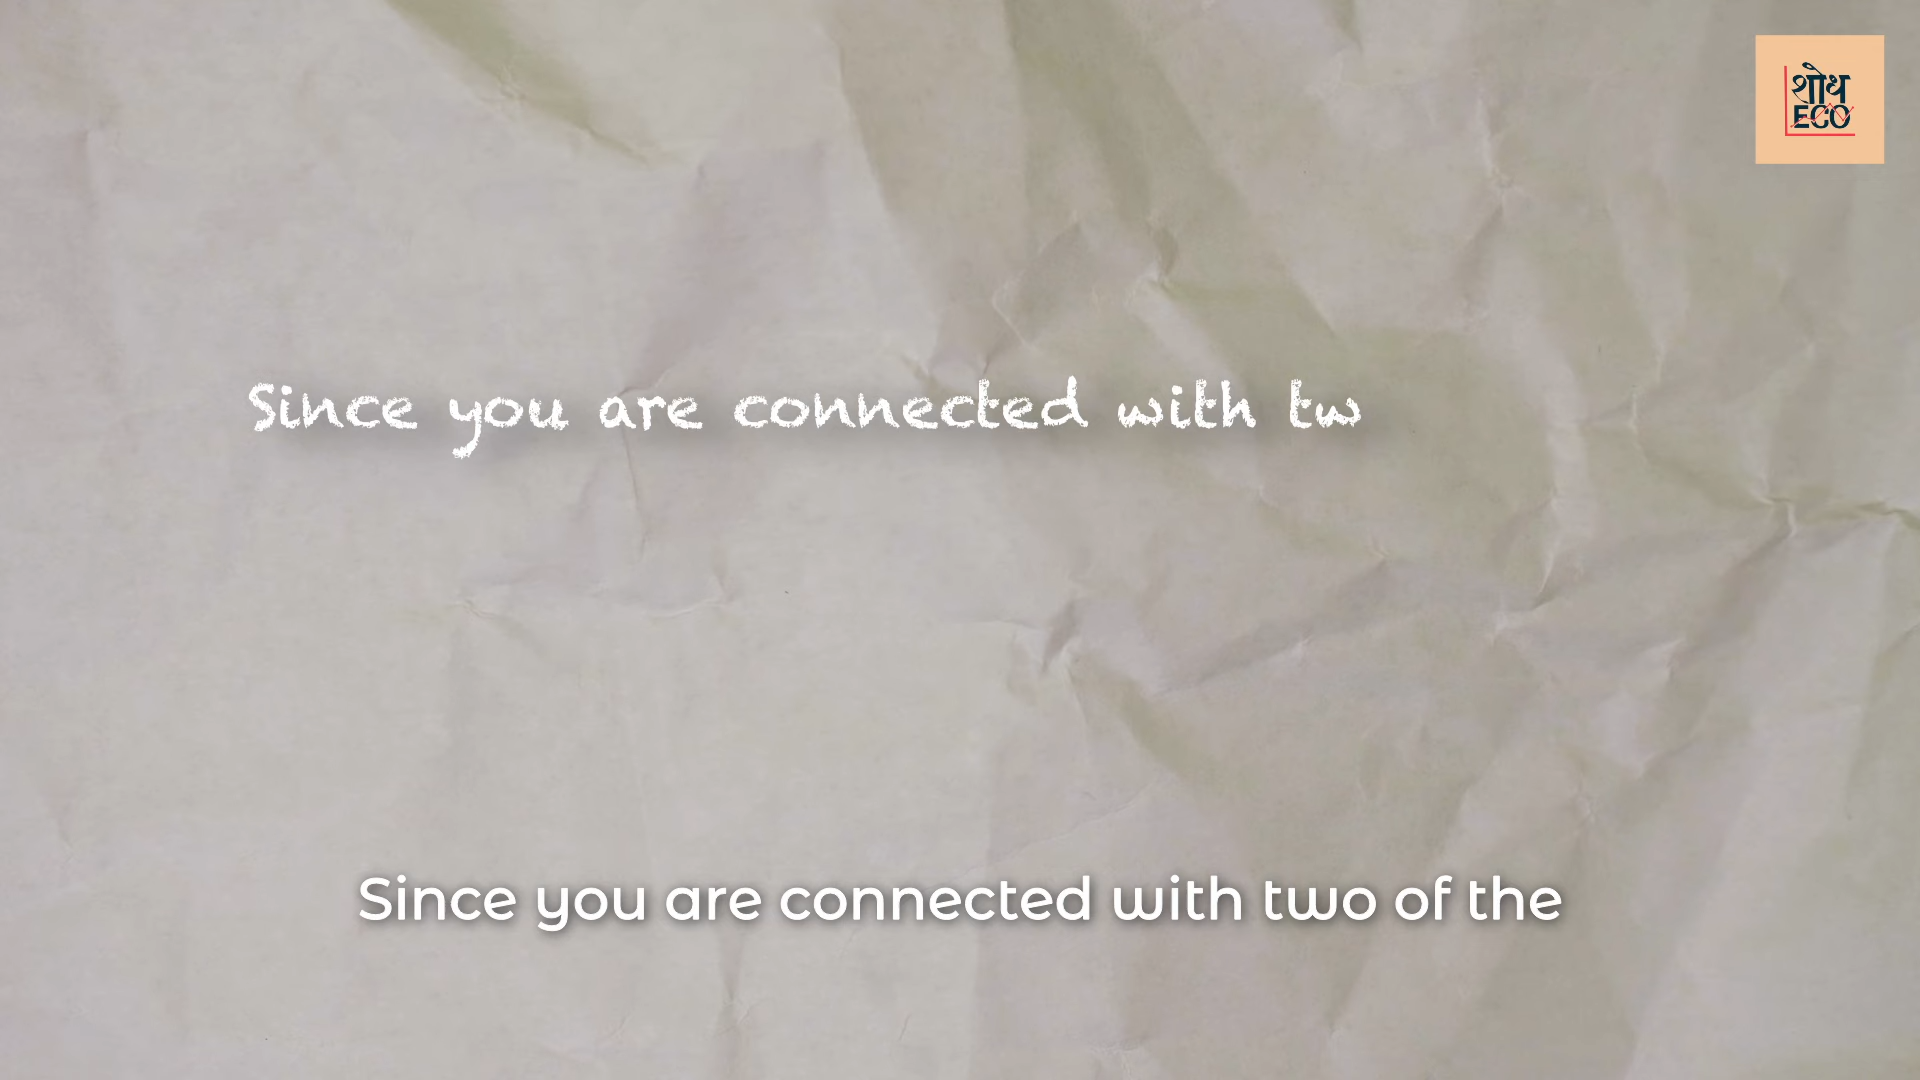 शोध
ECO
Since you are connected with tw
Since you are connected with two of the